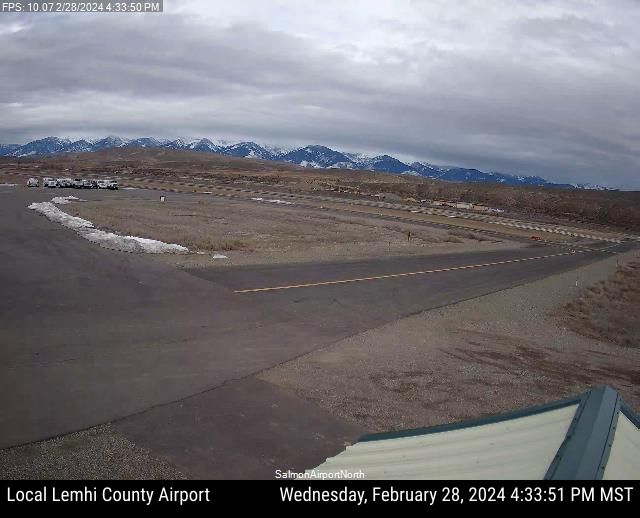 FPS: 10.07 2/28/2024 4:33:50 PM
SalmonAirportNorth
Local Lemhi County Airport Wednesday, February 28, 2024 4:33:51 PM MST